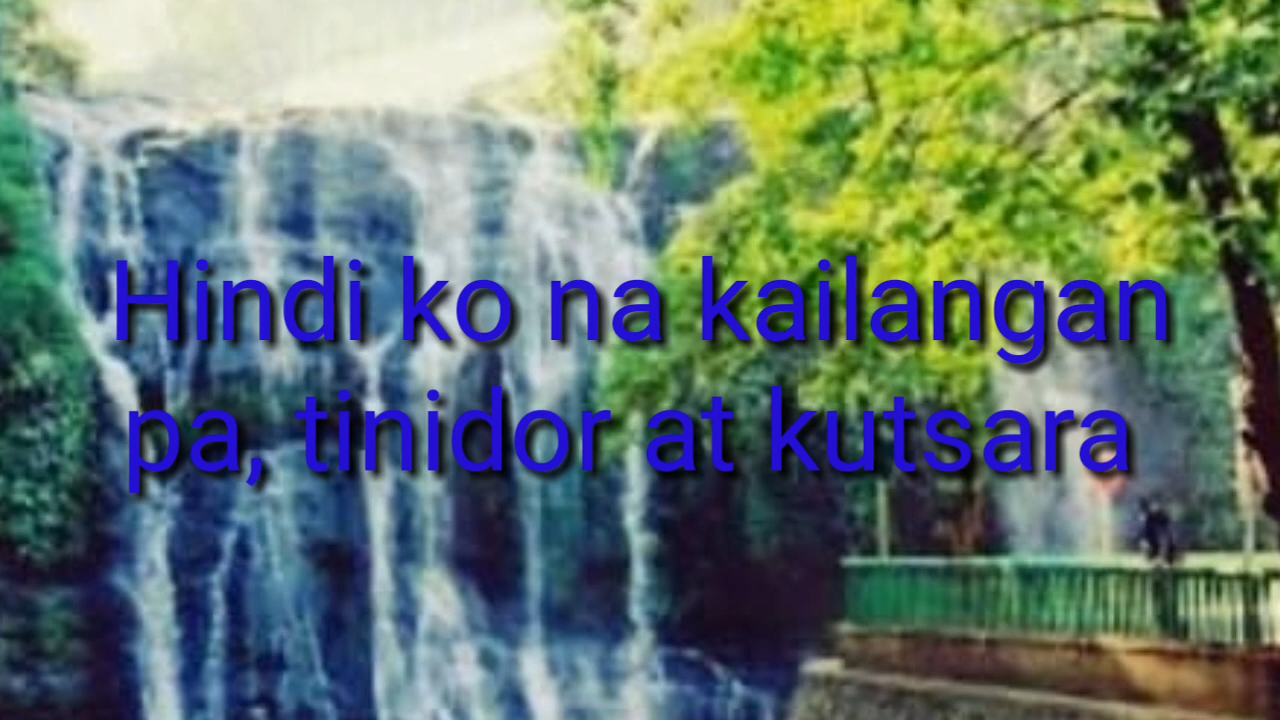 Hindi ko na kailangan
pa, tinidor at kutsara